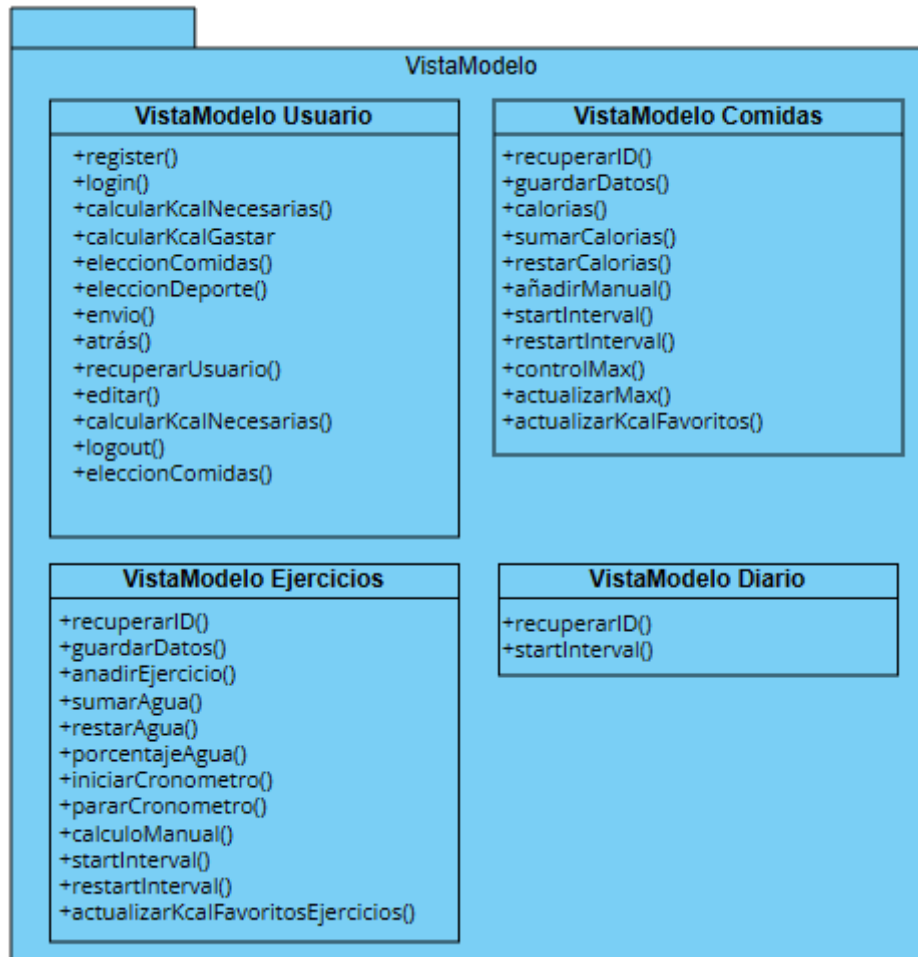 VistaModelo
VistaModelo Usuario
+register()
+login()
+calcularKcalNecesarias()
+calcularKcalGastar
+eleccionComidas()
+eleccionDeporte()
+envio()
+atrás()
+recuperarUsuario()
+editar()
+calcularKcalNecesarias()
+logout()
+eleccionComidas()
VistaModelo Comidas
+recuperarID()
+guardarDatos()
+calorias()
+sumarCalorias()
+restarCalorias()
+añadirManual()
+startInterval()
+restartInterval()
+controlMax()
+actualizarMax()
+actualizarKcalFavoritos()
VistaModelo Ejercicios
+recuperarID()
+guardarDatos()
+anadirEjercicio()
+sumarAgua()
+restarAgua()
+porcentajeAgua()
+iniciarCronometro()
+pararCronometro()
+calculoManual()
+startInterval()
+restartInterval()
+actualizarKcalFavoritosEjercicios()
VistaModelo Diario
+recuperarID()
+startInterval()